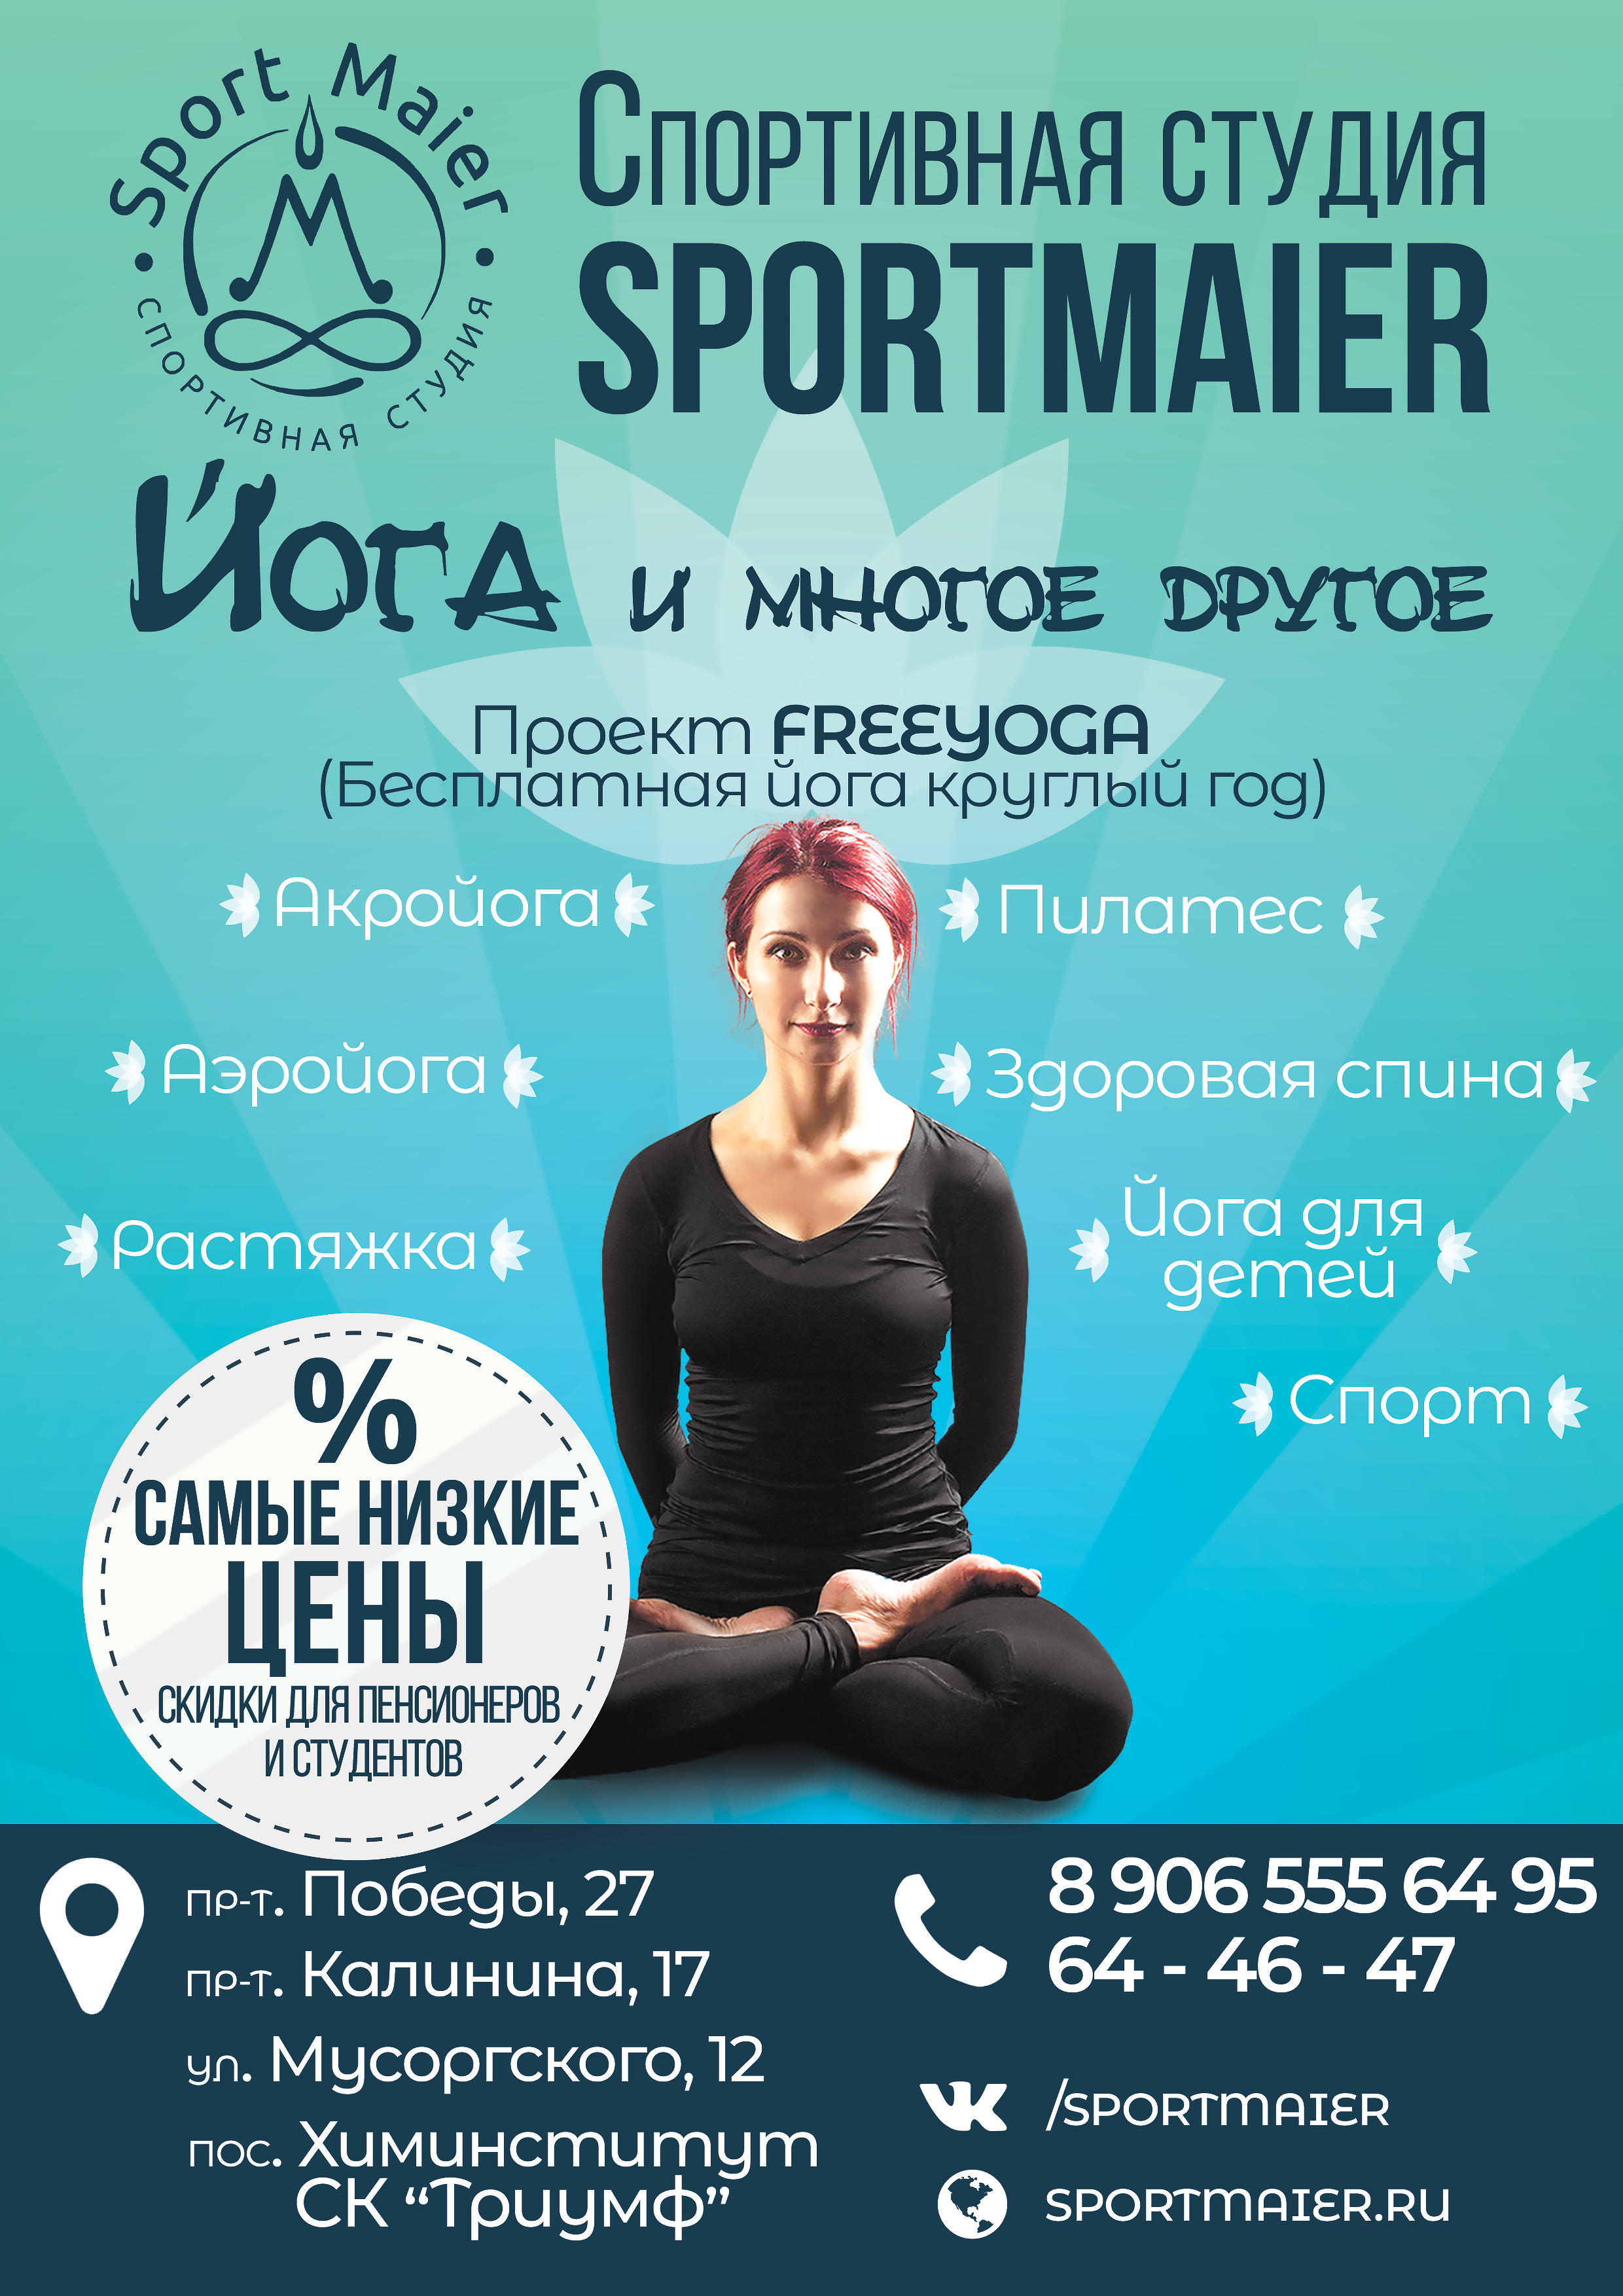 Sport Maier
СПОРТИВНАЯ СТУДИЯ
Спортивная студия
SPORTMAIER
Йога и многое другое
Проект FREEYOGA
(Бесплатная йога круглый год)
Акройога
Пилатес
Аэройога
Здоровая спина
Растяжка
Йога для
детей
Спорт
%
САМЫЕ НИЗКИЕ
ЦЕНЫ
СКИДКИ ДЛЯ ПЕНСИОНЕРОВ
И СТУДЕНТОВ
пр-т. Победы, 27
пр-т. Калинина, 17
ул. Мусоргского, 12
пос. Химинститут
СК “Триумф”
8 906 555 64 95
64 - 46 - 47
/SPORTMAIER
SPORTMAIER.RU